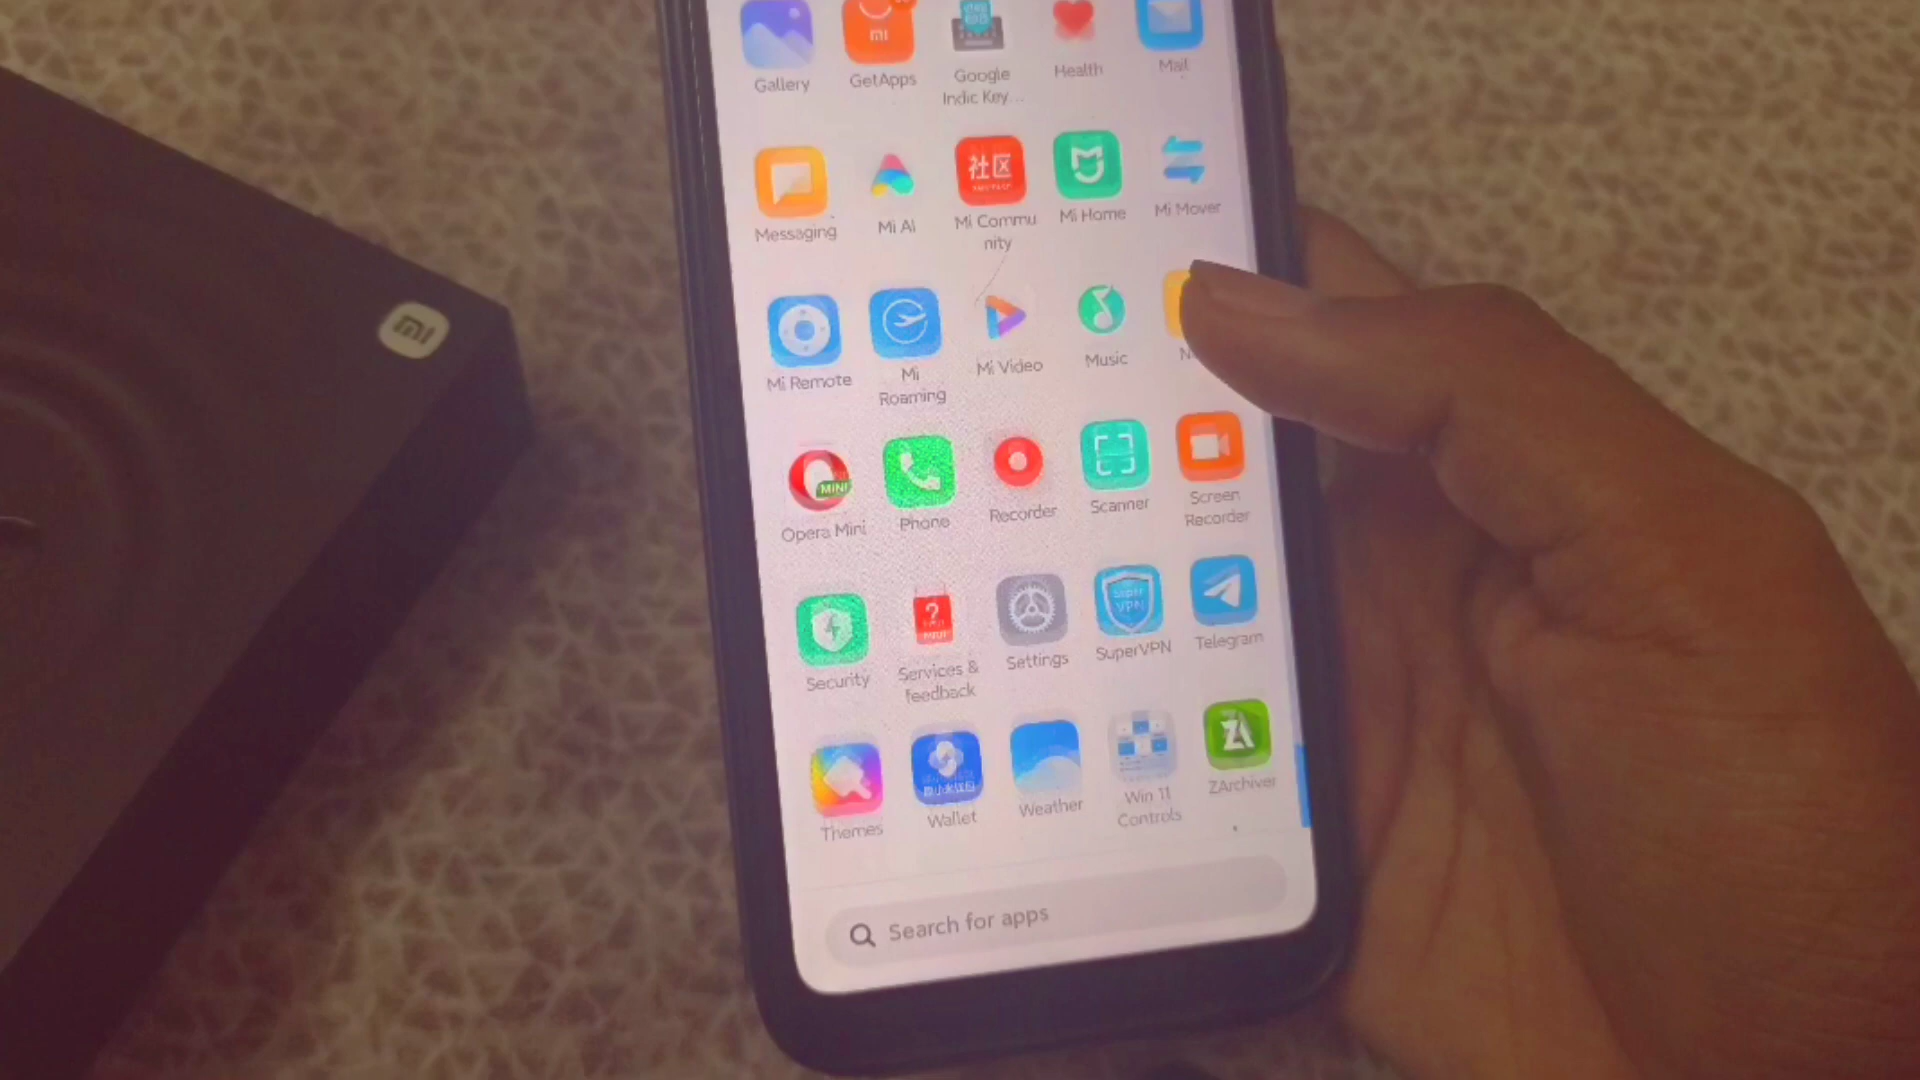 Gallery
GetApps
Google
Indic Key...
Health
Mail
mi
Messaging
Mi AI
社区
Mi Commu
nity
Mi Home
Mi Mover
mi
Mi Remote
Mi
Roaming
Mi Video
Music
N
MINI
Opera Mini
Phone
Recorder
Scanner
Screen
Recorder
Security
?
Services &
feedback
Settings
Super
VPN
SuperVPN
Telegram
Themes
Wallet
Weather
Win 11
Controls
ZA
ZArchiver
Search for apps